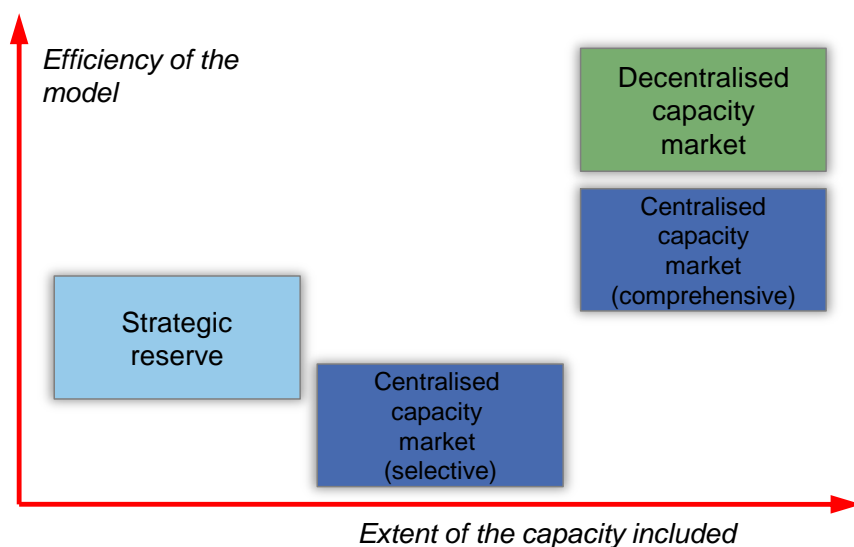 Efficiency of the
model
Decentralised
capacity
market
Centralised
capacity
market
(comprehensive)
Strategic
reserve
Centralised
capacity
market
(selective)
Extent of the capacity included